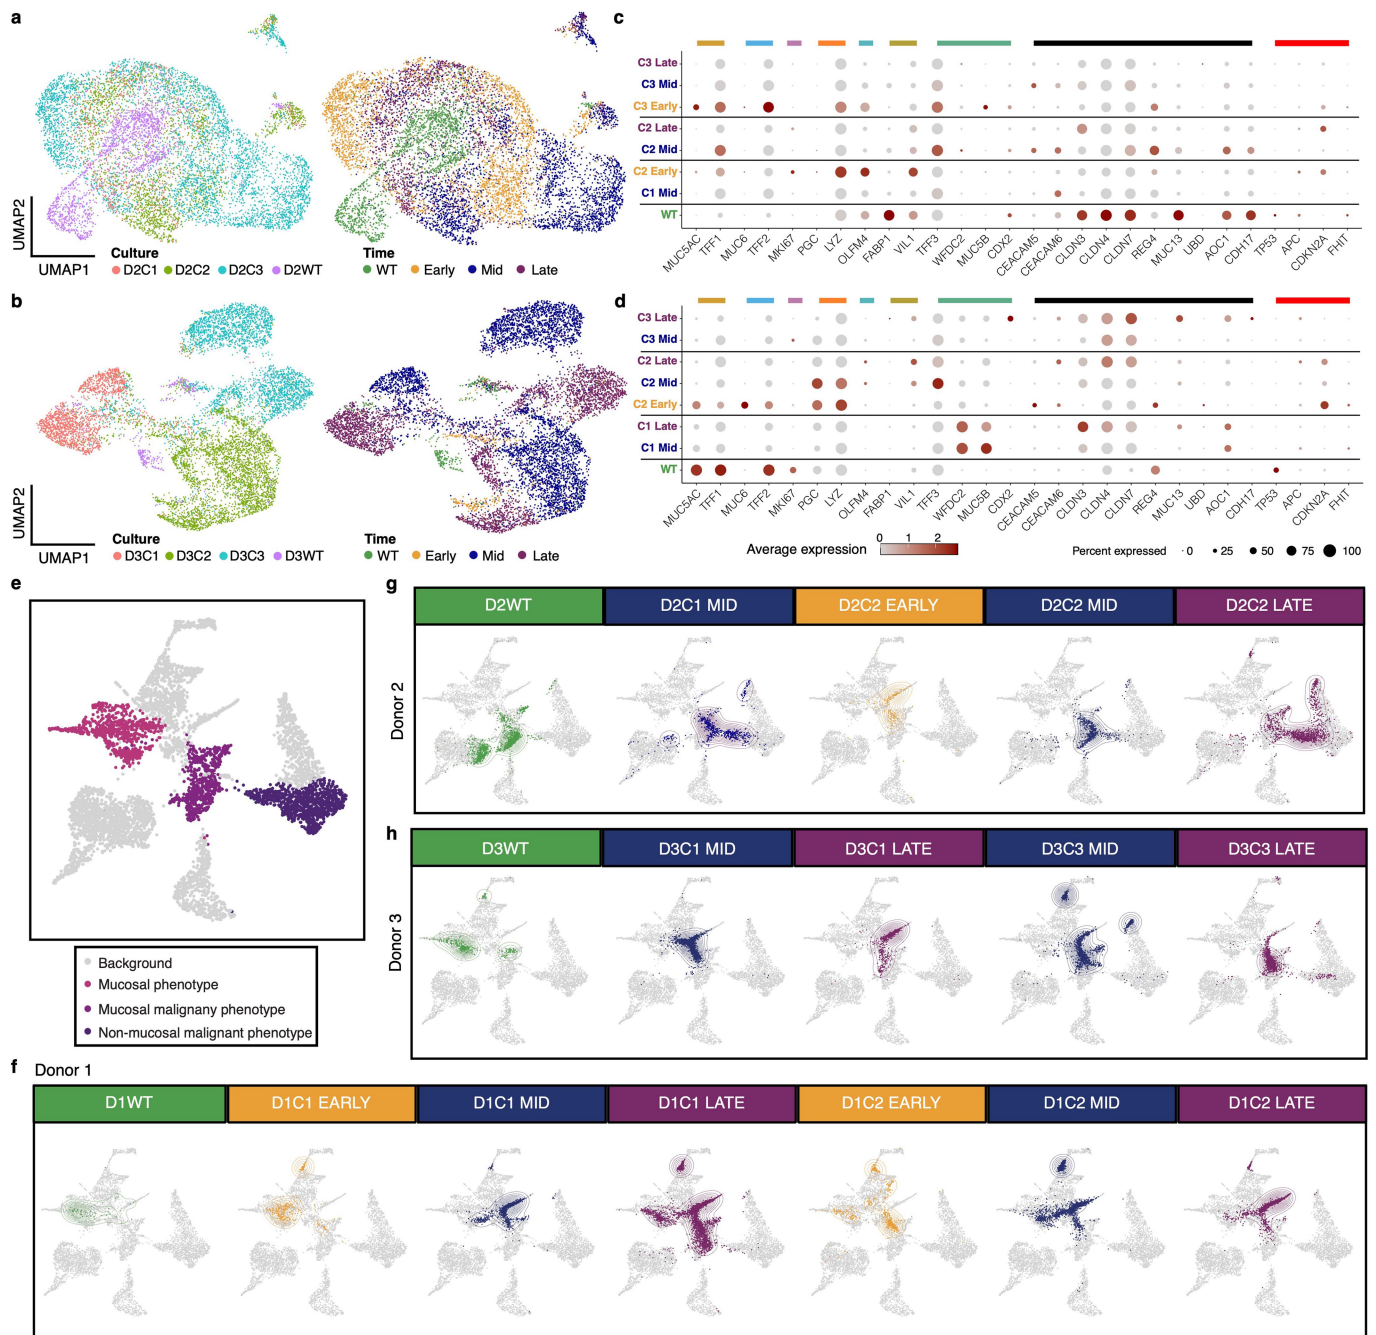 a
UMAP2
UMAP1
Culture
D2C1 D2C2 D2C3 D2WT
Time
WT Early Mid Late
b
UMAP2
UMAP1
Culture
D3C1 D3C2 D3C3 D3WT
Time
WT Early Mid Late
c
C3 Late
C3 Mid
C3 Early
C2 Late
C2 Mid
C2 Early
C1 Mid
WT
MUC5AC TFF1 MUC6 TFF2 MKI67 PGC LYZ OLFM4 FABP1 VIL1 TFF3 WFDC2 MUC5B CDX2 CEACAM5 CEACAM6 CLDN3 CLDN4 CLDN7 REG4 MUC13 UBD AOC1 CDH17 TP53 APC CDKN2A FHIT
d
C3 Late
C3 Mid
C2 Late
C2 Mid
C2 Early
C1 Late
C1 Mid
WT
MUC5AC TFF1 MUC6 TFF2 MKI67 PGC LYZ OLFM4 FABP1 VIL1 TFF3 WFDC2 MUC5B CDX2 CEACAM5 CEACAM6 CLDN3 CLDN4 CLDN7 REG4 MUC13 UBD AOC1 CDH17 TP53 APC CDKN2A FHIT
Average expression 0 1 2
Percent expressed 0 25 50 75 100
e
Background
Mucosal phenotype
Mucosal malignany phenotype
Non-mucosal malignant phenotype
g
Donor 2
D2WT D2C1 MID D2C2 EARLY D2C2 MID D2C2 LATE
h
Donor 3
D3WT D3C1 MID D3C1 LATE D3C3 MID D3C3 LATE
f Donor 1
D1WT D1C1 EARLY D1C1 MID D1C1 LATE D1C2 EARLY D1C2 MID D1C2 LATE